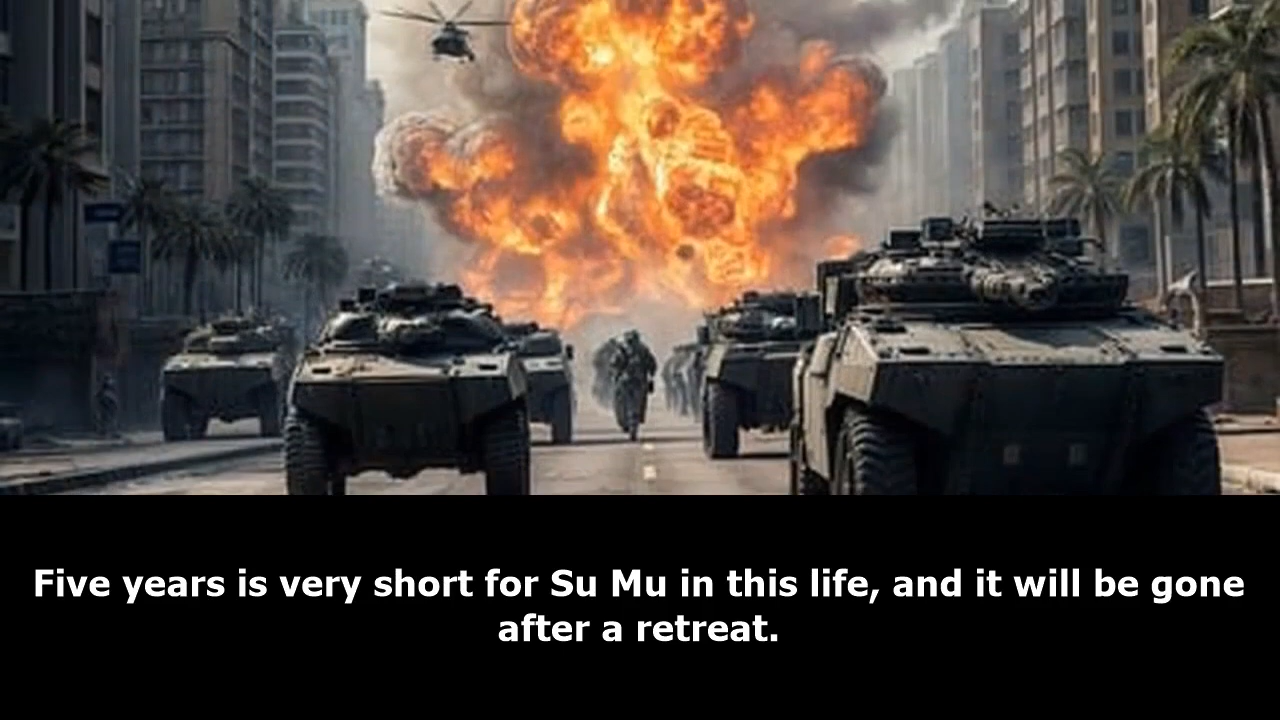 Five years is very short for Su Mu in this life, and it will be gone
after a retreat.